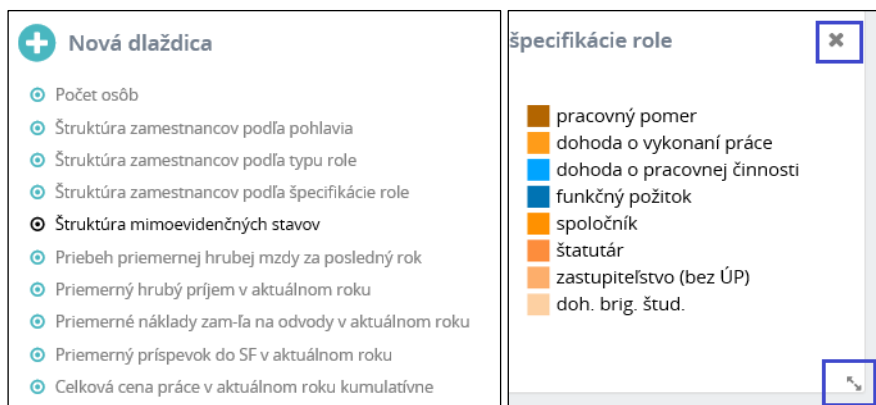 Nová dlaždica
Počet osôb
Štruktúra zamestnancov podľa pohlavia
Štruktúra zamestnancov podľa typu role
Štruktúra zamestnancov podľa špecifikácie role
Štruktúra mimoevidenčných stavov
Priebeh priemernej hrubej mzdy za posledný rok
Priemerný hrubý príjem v aktuálnom roku
Priemerné náklady zam-ľa na odvody v aktuálnom roku
Priemerný príspevok do SF v aktuálnom roku
Celková cena práce v aktuálnom roku kumulatívne
špecifikácie role
pracovný pomer
dohoda o vykonaní práce
dohoda o pracovnej činnosti
funkčný požitok
spoločník
štatutár
zastupiteľstvo (bez ÚP)
doh. brig. štud.